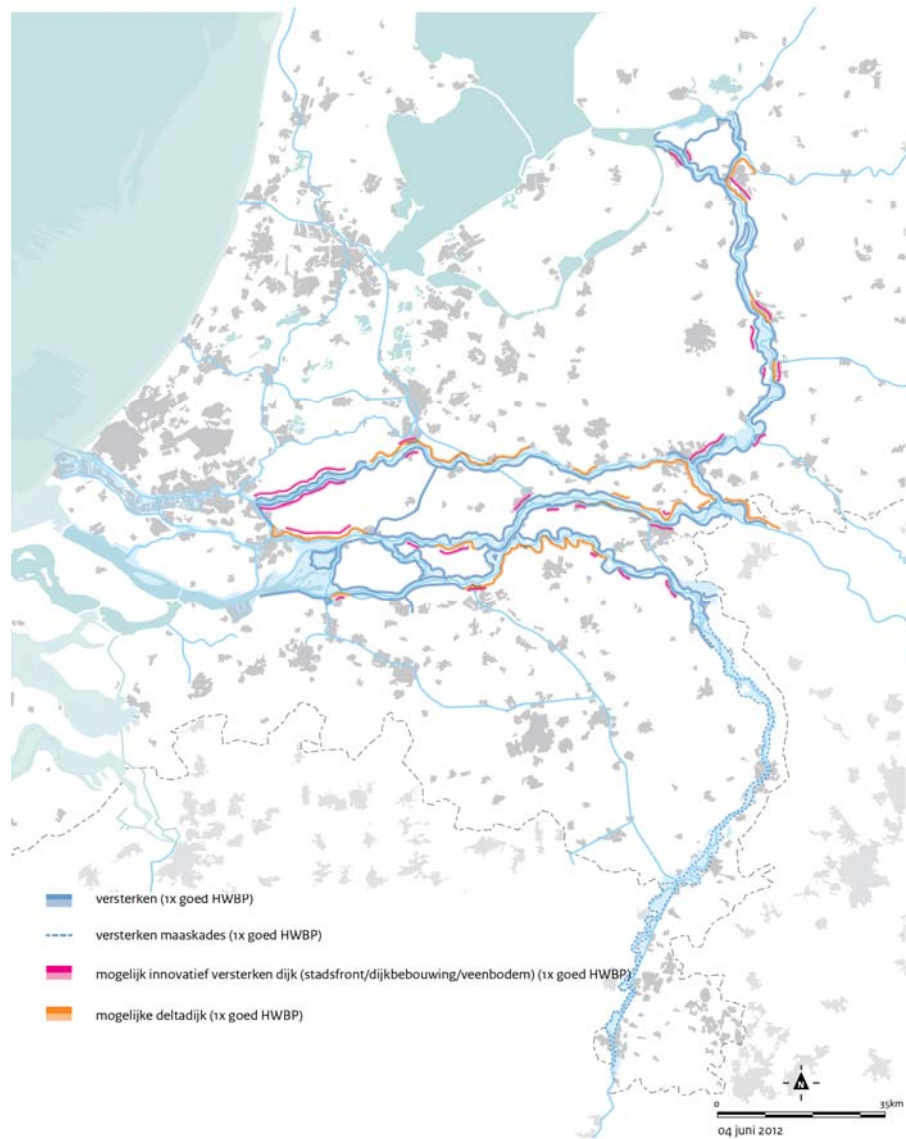 versterken (1x goed HWBP)
versterken maaskades (1x goed HWBP)
mogelijk innovatief versterken dijk (stadsfront/dijkbebouwing/veenbodem) (1x goed HWBP)
mogelijke deltadijk (1x goed HWBP)
N
0 35km
04 juni 2012